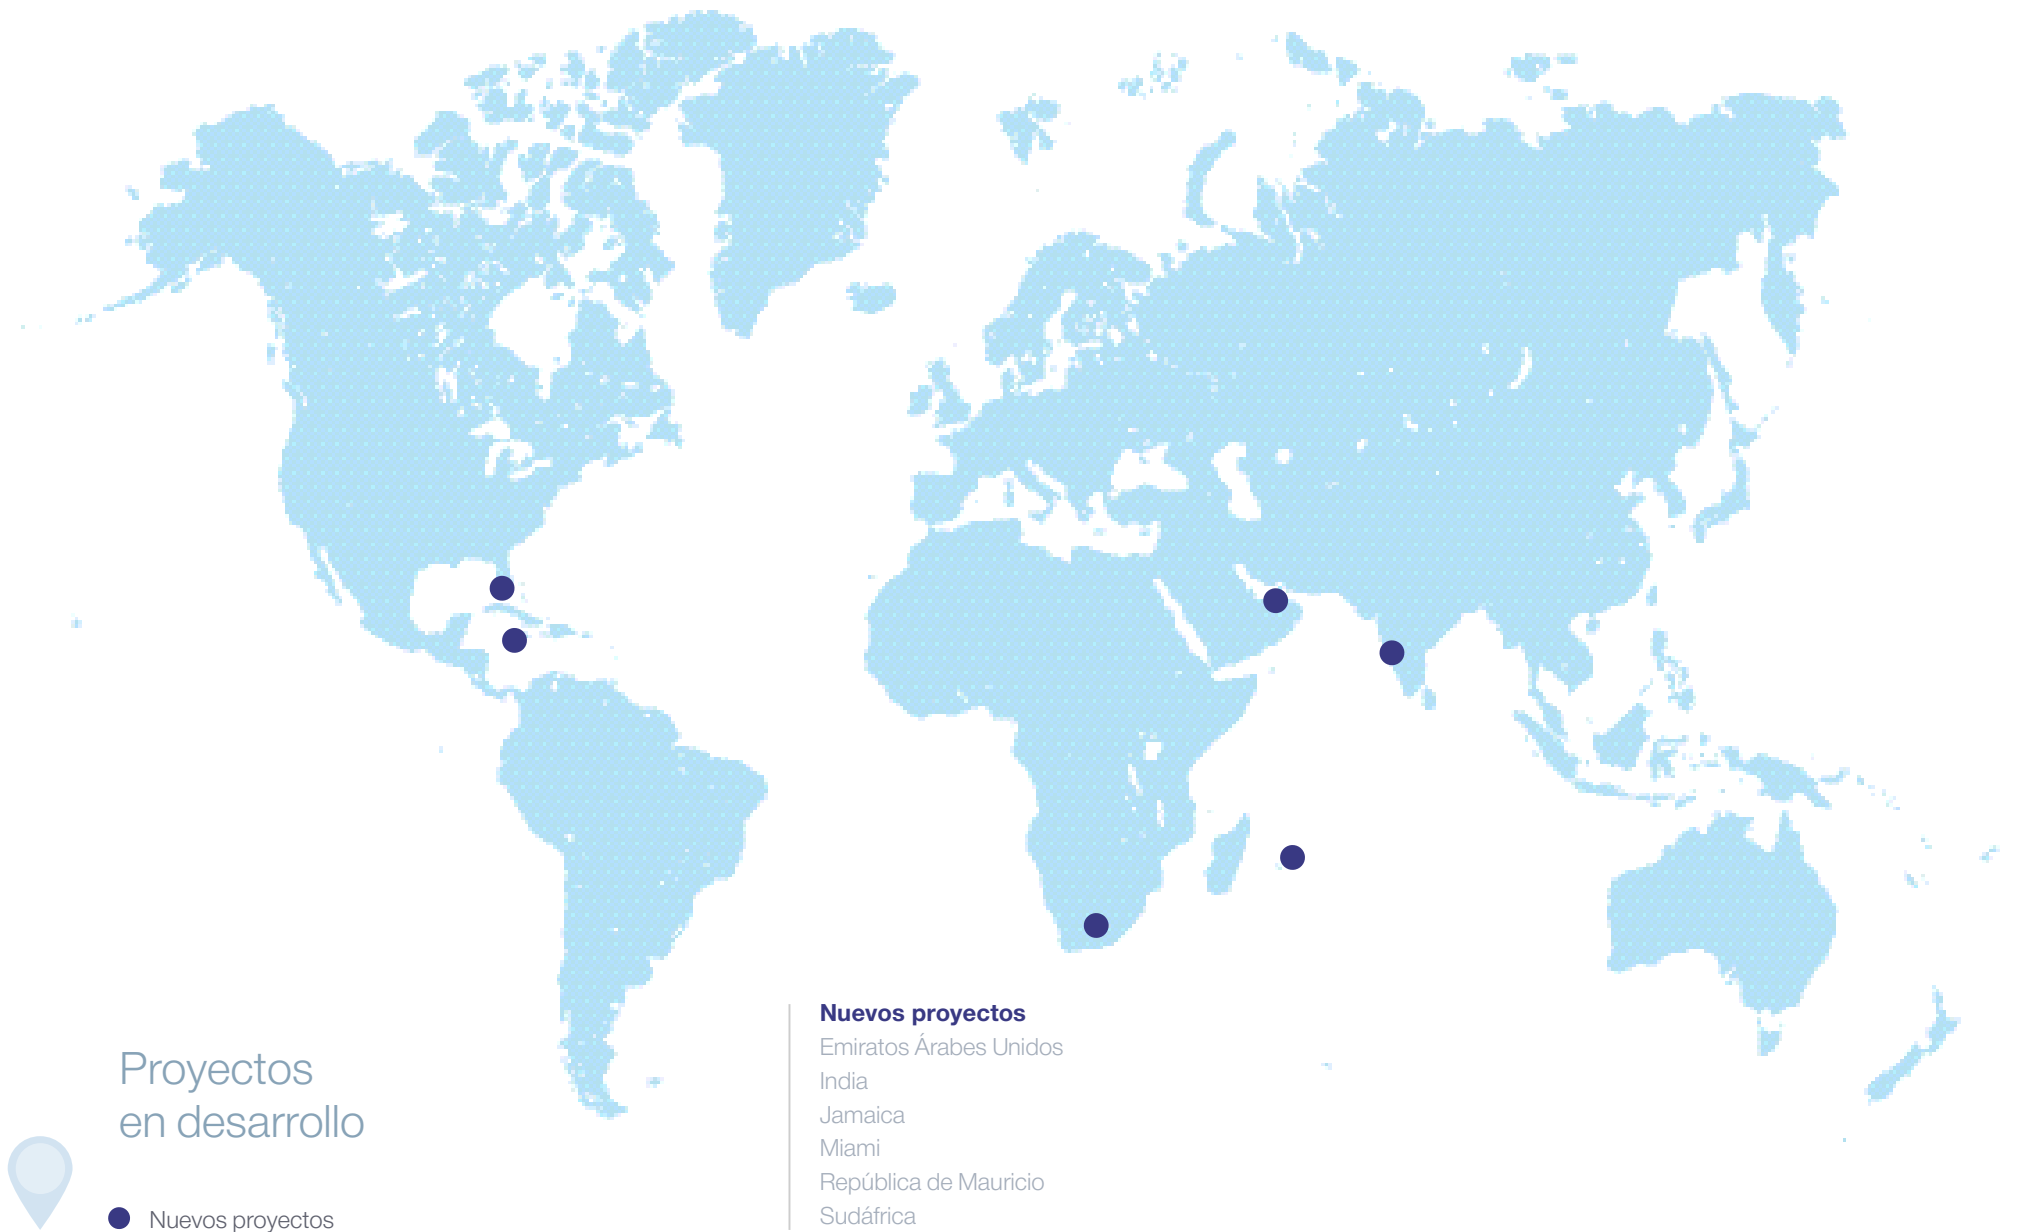 Proyectos
en desarrollo
Nuevos proyectos
Nuevos proyectos
Emiratos Árabes Unidos
India
Jamaica
Miami
República de Mauricio
Sudáfrica